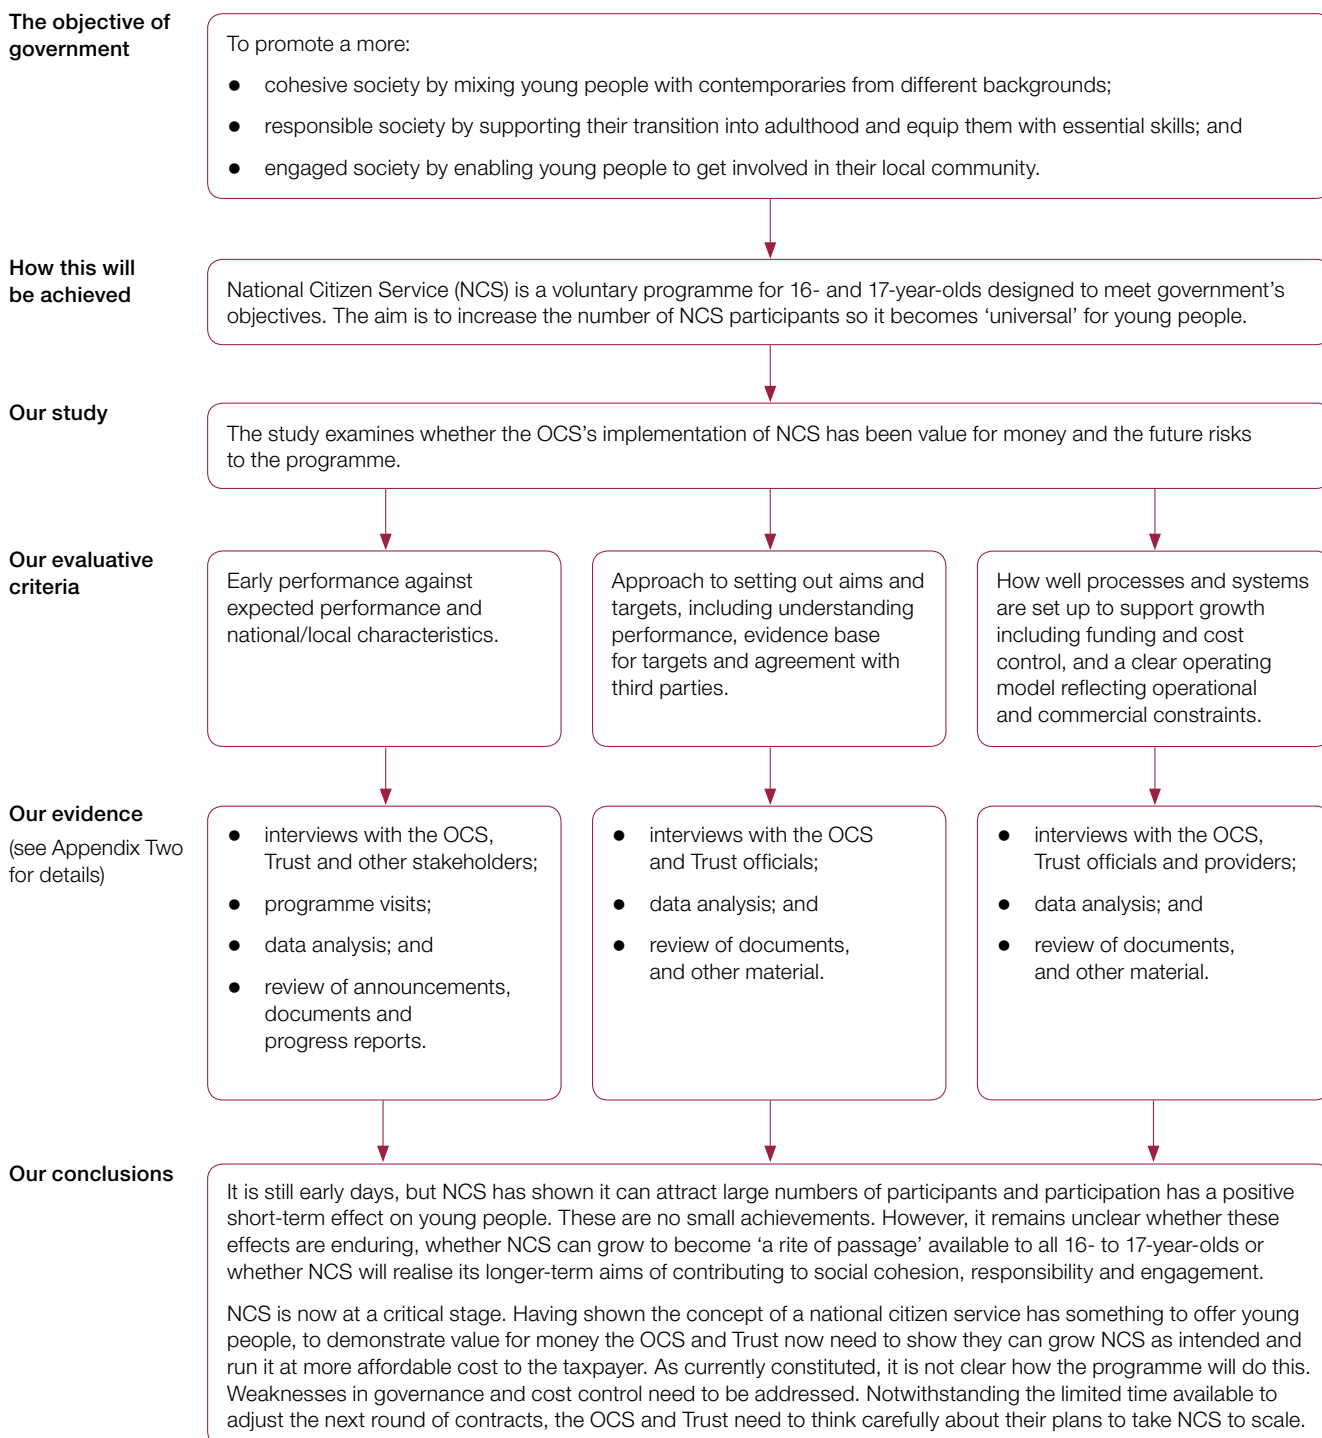 The objective of
government
To promote a more:
● cohesive society by mixing young people with contemporaries from different backgrounds;
● responsible society by supporting their transition into adulthood and equip them with essential skills; and
● engaged society by enabling young people to get involved in their local community.
How this will
be achieved
National Citizen Service (NCS) is a voluntary programme for 16- and 17-year-olds designed to meet government’s
objectives. The aim is to increase the number of NCS participants so it becomes ‘universal’ for young people.
Our study
The study examines whether the OCS’s implementation of NCS has been value for money and the future risks
to the programme.
Our evaluative
criteria
Early performance against
expected performance and
national/local characteristics.
Approach to setting out aims and
targets, including understanding
performance, evidence base
for targets and agreement with
third parties.
How well processes and systems
are set up to support growth
including funding and cost
control, and a clear operating
model reflecting operational
and commercial constraints.
Our evidence
(see Appendix Two
for details)
● interviews with the OCS,
Trust and other stakeholders;
● programme visits;
● data analysis; and
● review of announcements,
documents and
progress reports.
● interviews with the OCS
and Trust officials;
● data analysis; and
● review of documents,
and other material.
● interviews with the OCS,
Trust officials and providers;
● data analysis; and
● review of documents,
and other material.
Our conclusions
It is still early days, but NCS has shown it can attract large numbers of participants and participation has a positive
short-term effect on young people. These are no small achievements. However, it remains unclear whether these
effects are enduring, whether NCS can grow to become ‘a rite of passage’ available to all 16- to 17-year-olds or
whether NCS will realise its longer-term aims of contributing to social cohesion, responsibility and engagement.
NCS is now at a critical stage. Having shown the concept of a national citizen service has something to offer young
people, to demonstrate value for money the OCS and Trust now need to show they can grow NCS as intended and
run it at more affordable cost to the taxpayer. As currently constituted, it is not clear how the programme will do this.
Weaknesses in governance and cost control need to be addressed. Notwithstanding the limited time available to
adjust the next round of contracts, the OCS and Trust need to think carefully about their plans to take NCS to scale.